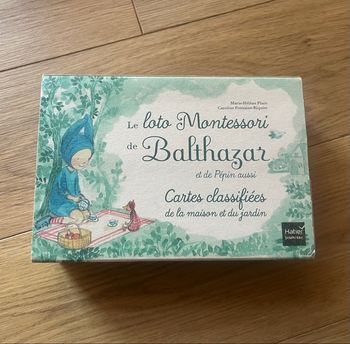 Marie-Hélène Place
Caroline Fontaine-Riquier
Le loto Montessori
de Balthazar
et de Pépin aussi
Cartes classifiées
de la maison et du jardin
Hatier